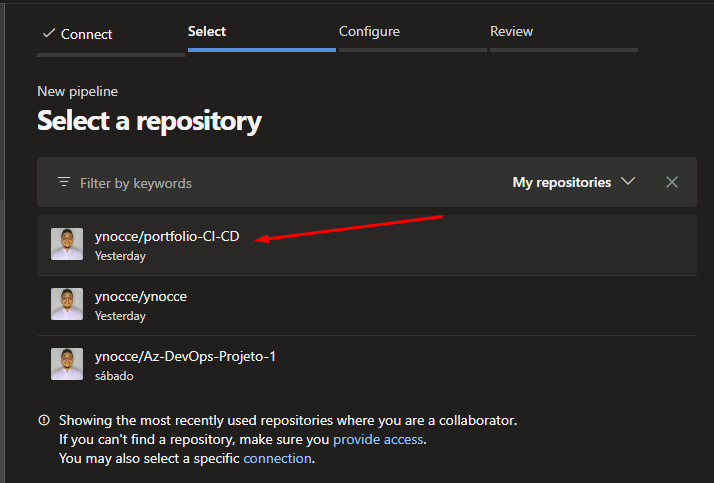 Connect
Select
Configure
Review
New pipeline
Select a repository
Filter by keywords
My repositories
ynocce/portfolio-CI-CD
Yesterday
ynocce/ynocce
Yesterday
ynocce/Az-DevOps-Projeto-1
sábado
Showing the most recently used repositories where you are a collaborator.
If you can't find a repository, make sure you provide access.
You may also select a specific connection.